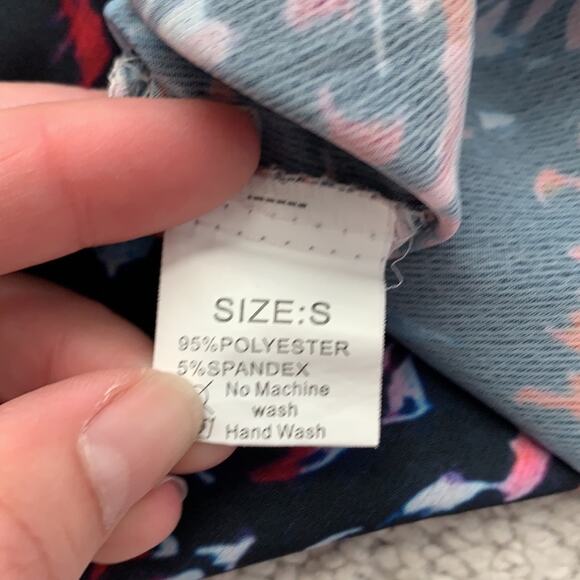 SIZE:S
95%POLYESTER
5%SPANDEX
No Machine
wash
Hand Wash